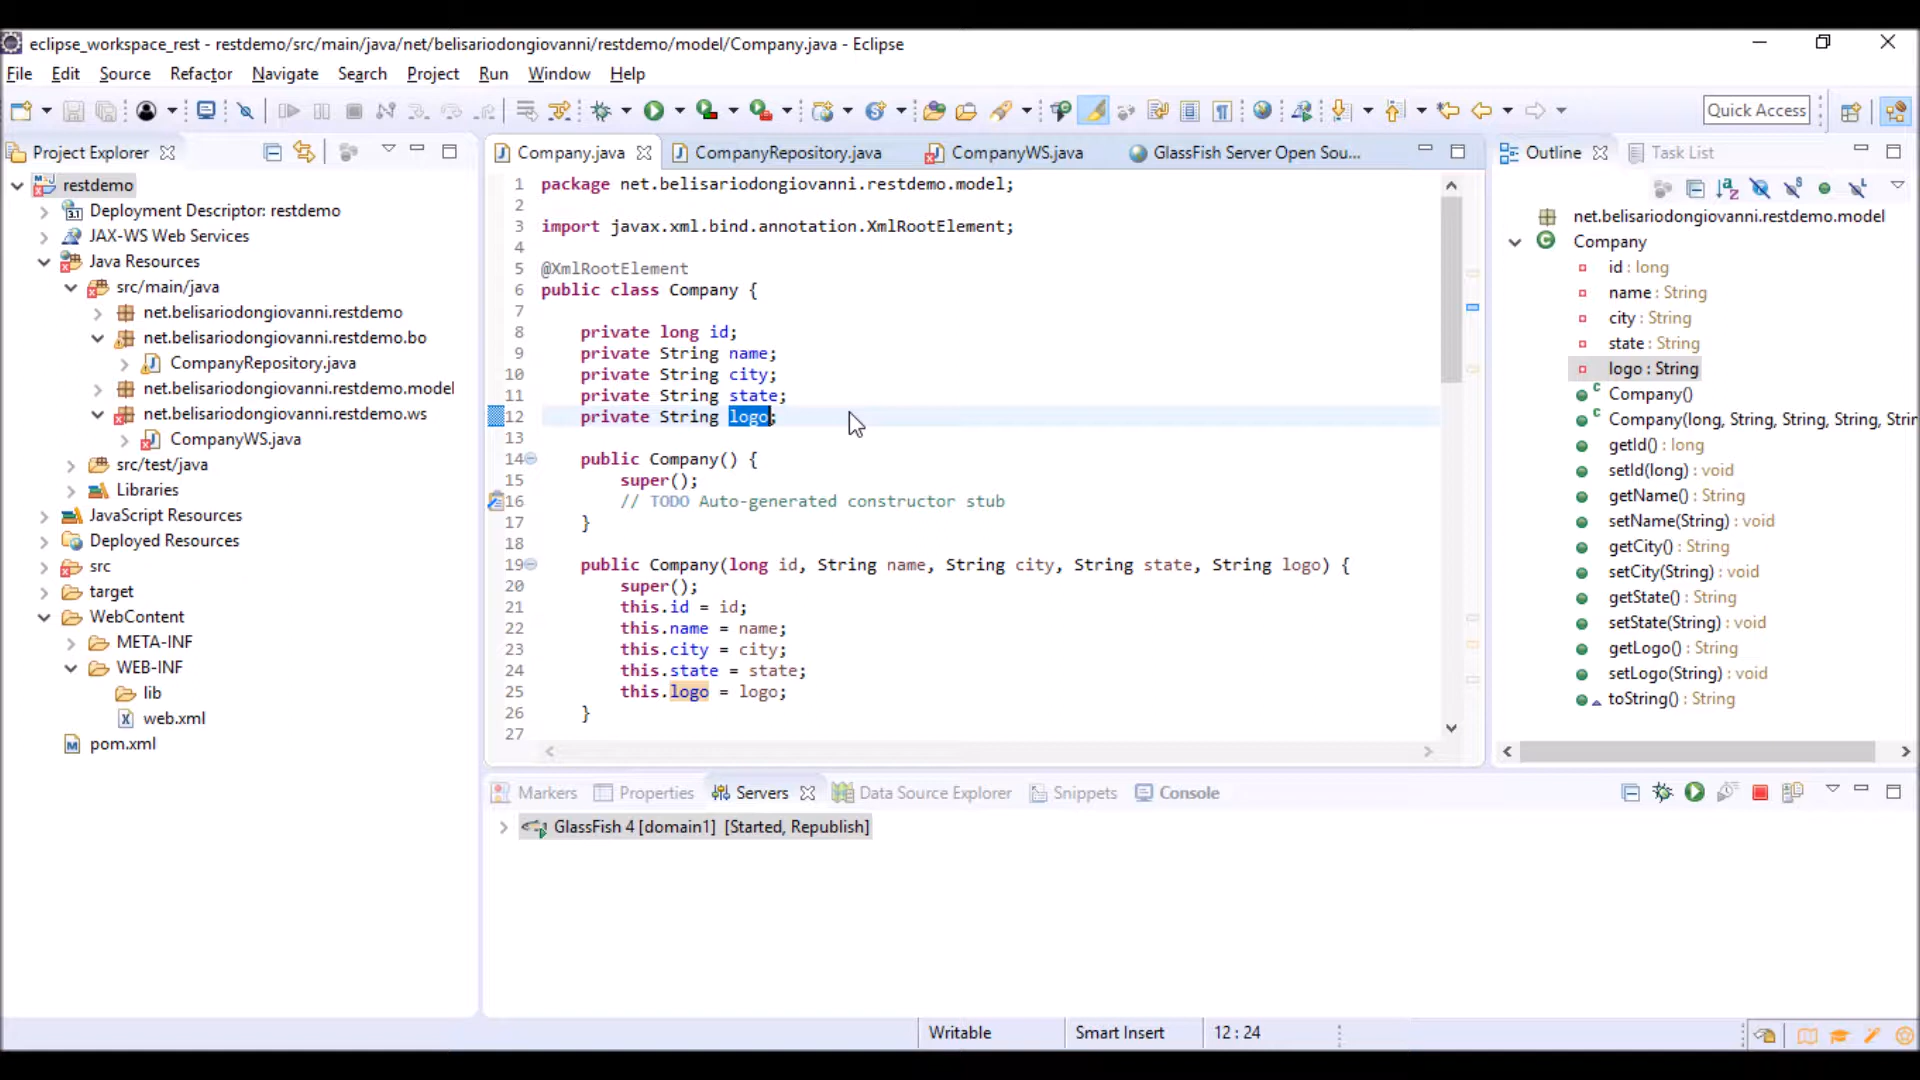 eclipse_workspace_rest - restdemo/src/main/java/net/belisariodongiovanni/restdemo/model/Company.java - Eclipse
File Edit Source Refactor Navigate Search Project Run Window Help
Quick Access
Project Explorer
restdemo
Deployment Descriptor: restdemo
JAX-WS Web Services
Java Resources
src/main/java
net.belisariodongiovanni.restdemo
net.belisariodongiovanni.restdemo.bo
CompanyRepository.java
net.belisariodongiovanni.restdemo.model
net.belisariodongiovanni.restdemo.ws
CompanyWS.java
src/test/java
Libraries
JavaScript Resources
Deployed Resources
src
target
WebContent
META-INF
WEB-INF
lib
web.xml
pom.xml
Company.java CompanyRepository.java CompanyWS.java GlassFish Server Open Sou...
1 package net.belisariodongiovanni.restdemo.model;
2
3 import javax.xml.bind.annotation.XmlRootElement;
4
5 @XmlRootElement
6 public class Company {
7
8 private long id;
9 private String name;
10 private String city;
11 private String state;
12 private String logo;
13
14 public Company() {
15 super();
16 // TODO Auto-generated constructor stub
17 }
18
19 public Company(long id, String name, String city, String state, String logo) {
20 super();
21 this.id = id;
22 this.name = name;
23 this.city = city;
24 this.state = state;
25 this.logo = logo;
26 }
27
Outline Task List
net.belisariodongiovanni.restdemo.model
Company
id : long
name : String
city : String
state : String
logo : String
Company()
Company(long, String, String, String, Strin
getId() : long
setId(long) : void
getName() : String
setName(String) : void
getCity() : String
setCity(String) : void
getState() : String
setState(String) : void
getLogo() : String
setLogo(String) : void
toString() : String
Markers Properties Servers Data Source Explorer Snippets Console
GlassFish 4 [domain1] [Started, Republish]
Writable Smart Insert 12 : 24